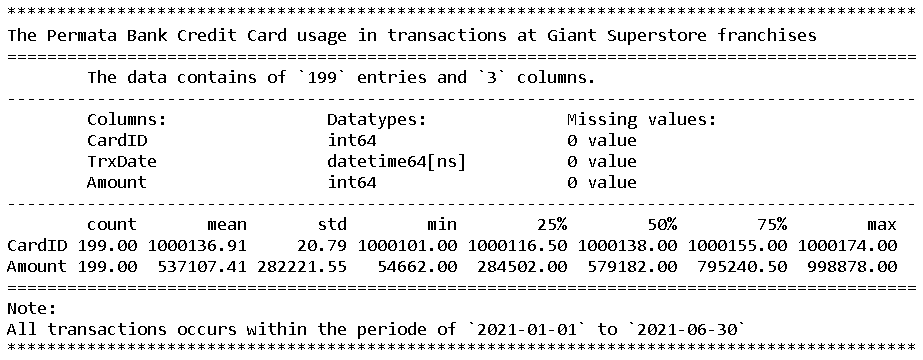 *******************************************************************************************
The Permata Bank Credit Card usage in transactions at Giant Superstore franchises
===========================================================================================
        The data contains of `199` entries and `3` columns.
-------------------------------------------------------------------------------------------
        Columns:                Datatypes:              Missing values:
        CardID                  int64                   0 value
        TrxDate                 datetime64[ns]          0 value
        Amount                  int64                   0 value
-------------------------------------------------------------------------------------------
        count       mean       std        min        25%        50%        75%        max
CardID 199.00 1000136.91     20.79 1000101.00 1000116.50 1000138.00 1000155.00 1000174.00
Amount 199.00  537107.41 282221.55   54662.00  284502.00  579182.00  795240.50  998878.00
===========================================================================================
Note:
All transactions occurs within the periode of `2021-01-01` to `2021-06-30`
*******************************************************************************************